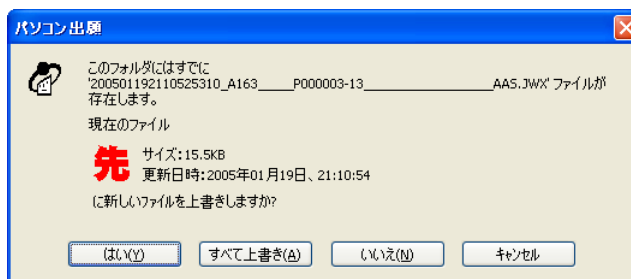 パソコン出願
このフォルダにはすでに
'200501192110525310_A163_____P000003-13__________________AAS.JWX' ファイルが
存在します。
現在のファイル
先
サイズ：15.5KB
更新日時：2005年01月19日、21:10:54
に新しいファイルを上書きしますか?
はい(Y)
すべて上書き(A)
いいえ(N)
キャンセル